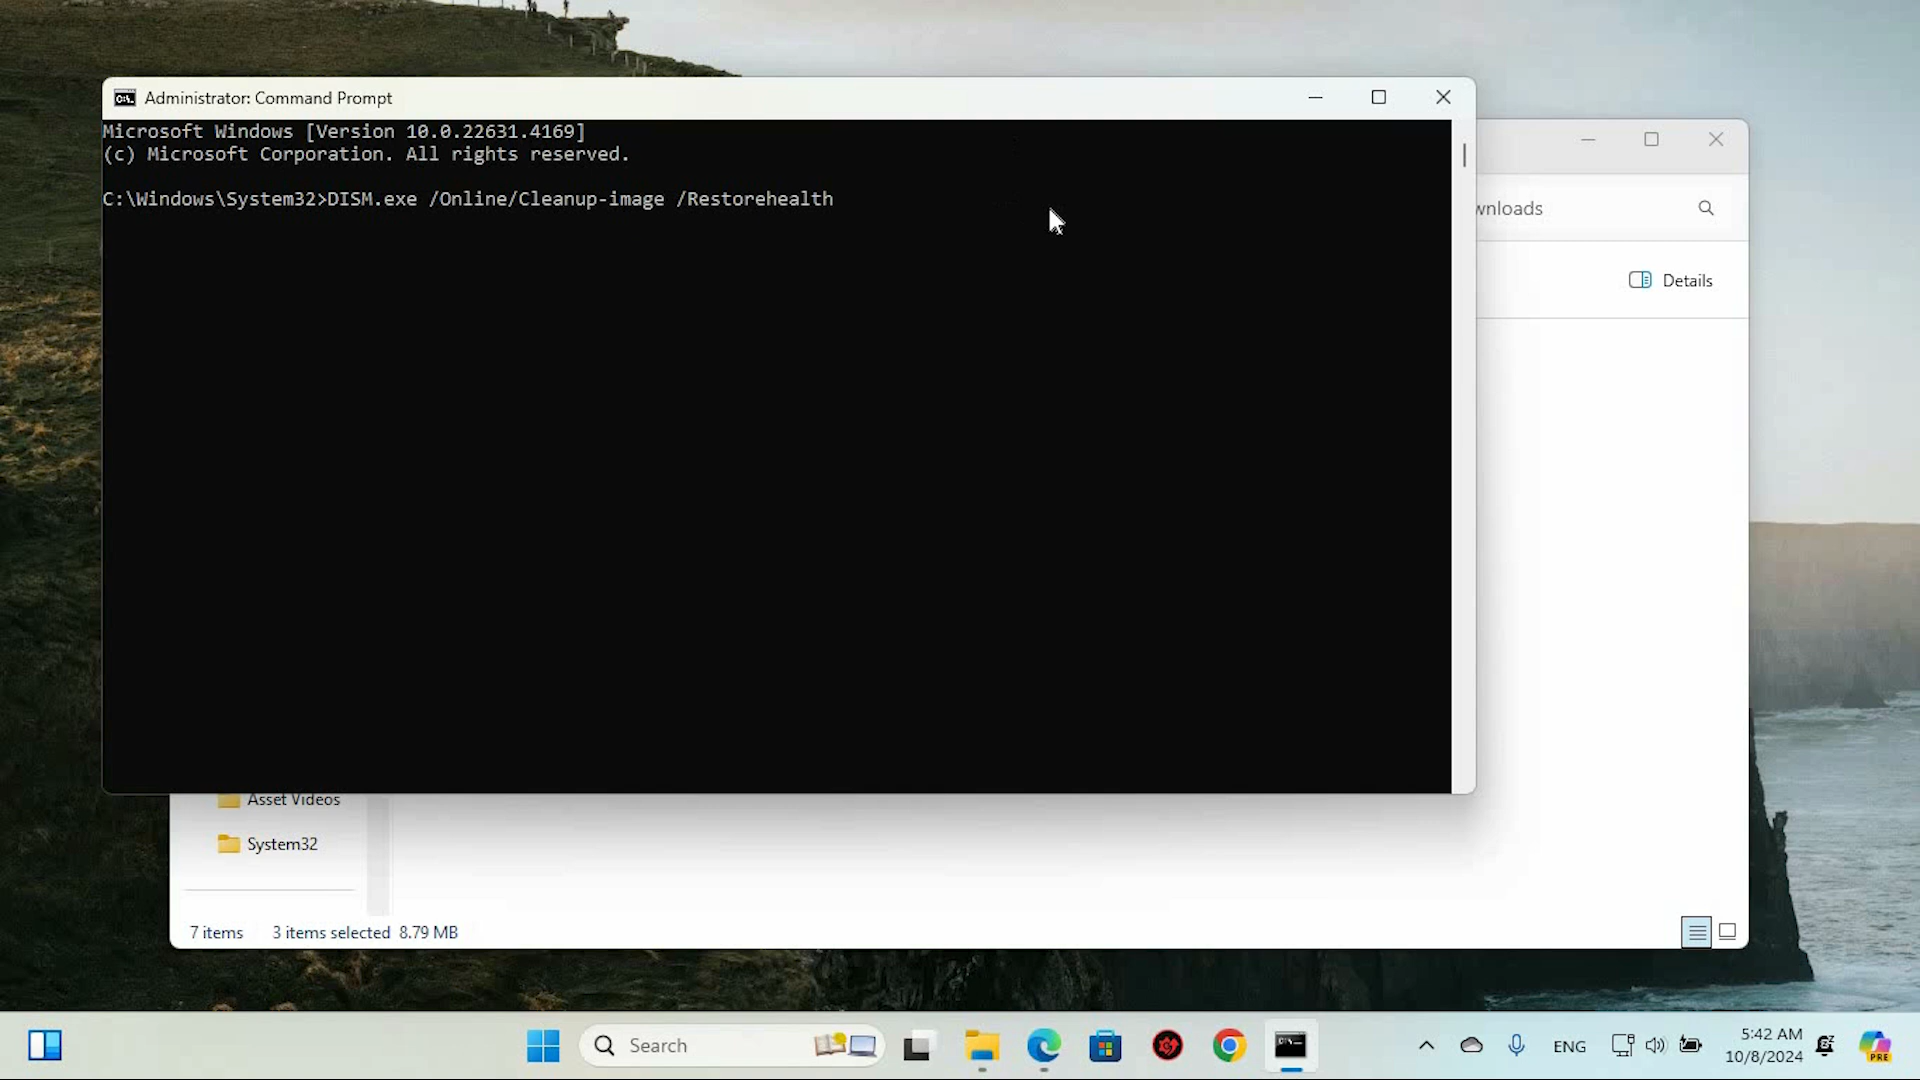 Administrator: Command Prompt
Microsoft Windows [Version 10.0.22631.4169]
(c) Microsoft Corporation. All rights reserved.
C:\Windows\System32>DISM.exe /Online/Cleanup-image /Restorehealth
wnloads
Details
Asset Videos
System32
7 items 3 items selected 8.79 MB
Search
ENG
5:42 AM
10/8/2024
PRE